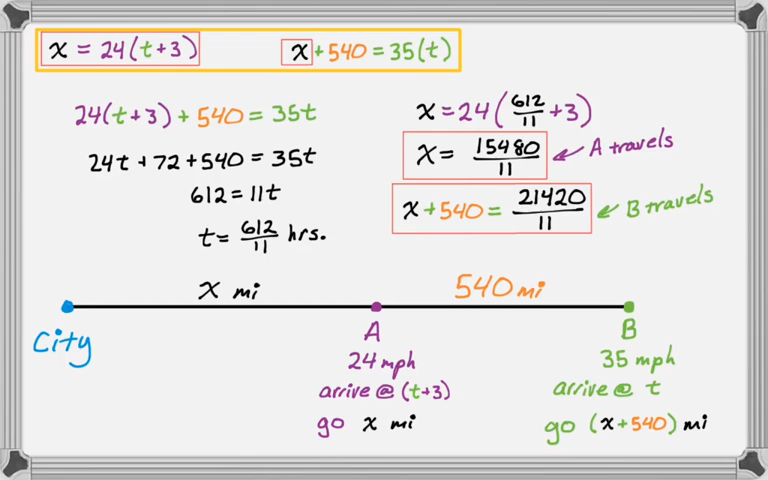 x = 24(t+3)
x+540 = 35(t)
24(t+3) + 540 = 35t
24t + 72 + 540 = 35t
612 = 11t
t = 612/11 hrs.
x = 24(612/11 + 3)
x = 15480/11
A travels
x + 540 = 21420/11
B travels
x mi
540 mi
City
A
24 mph
arrive @ (t+3)
go x mi
B
35 mph
arrive @ t
go (x+540) mi